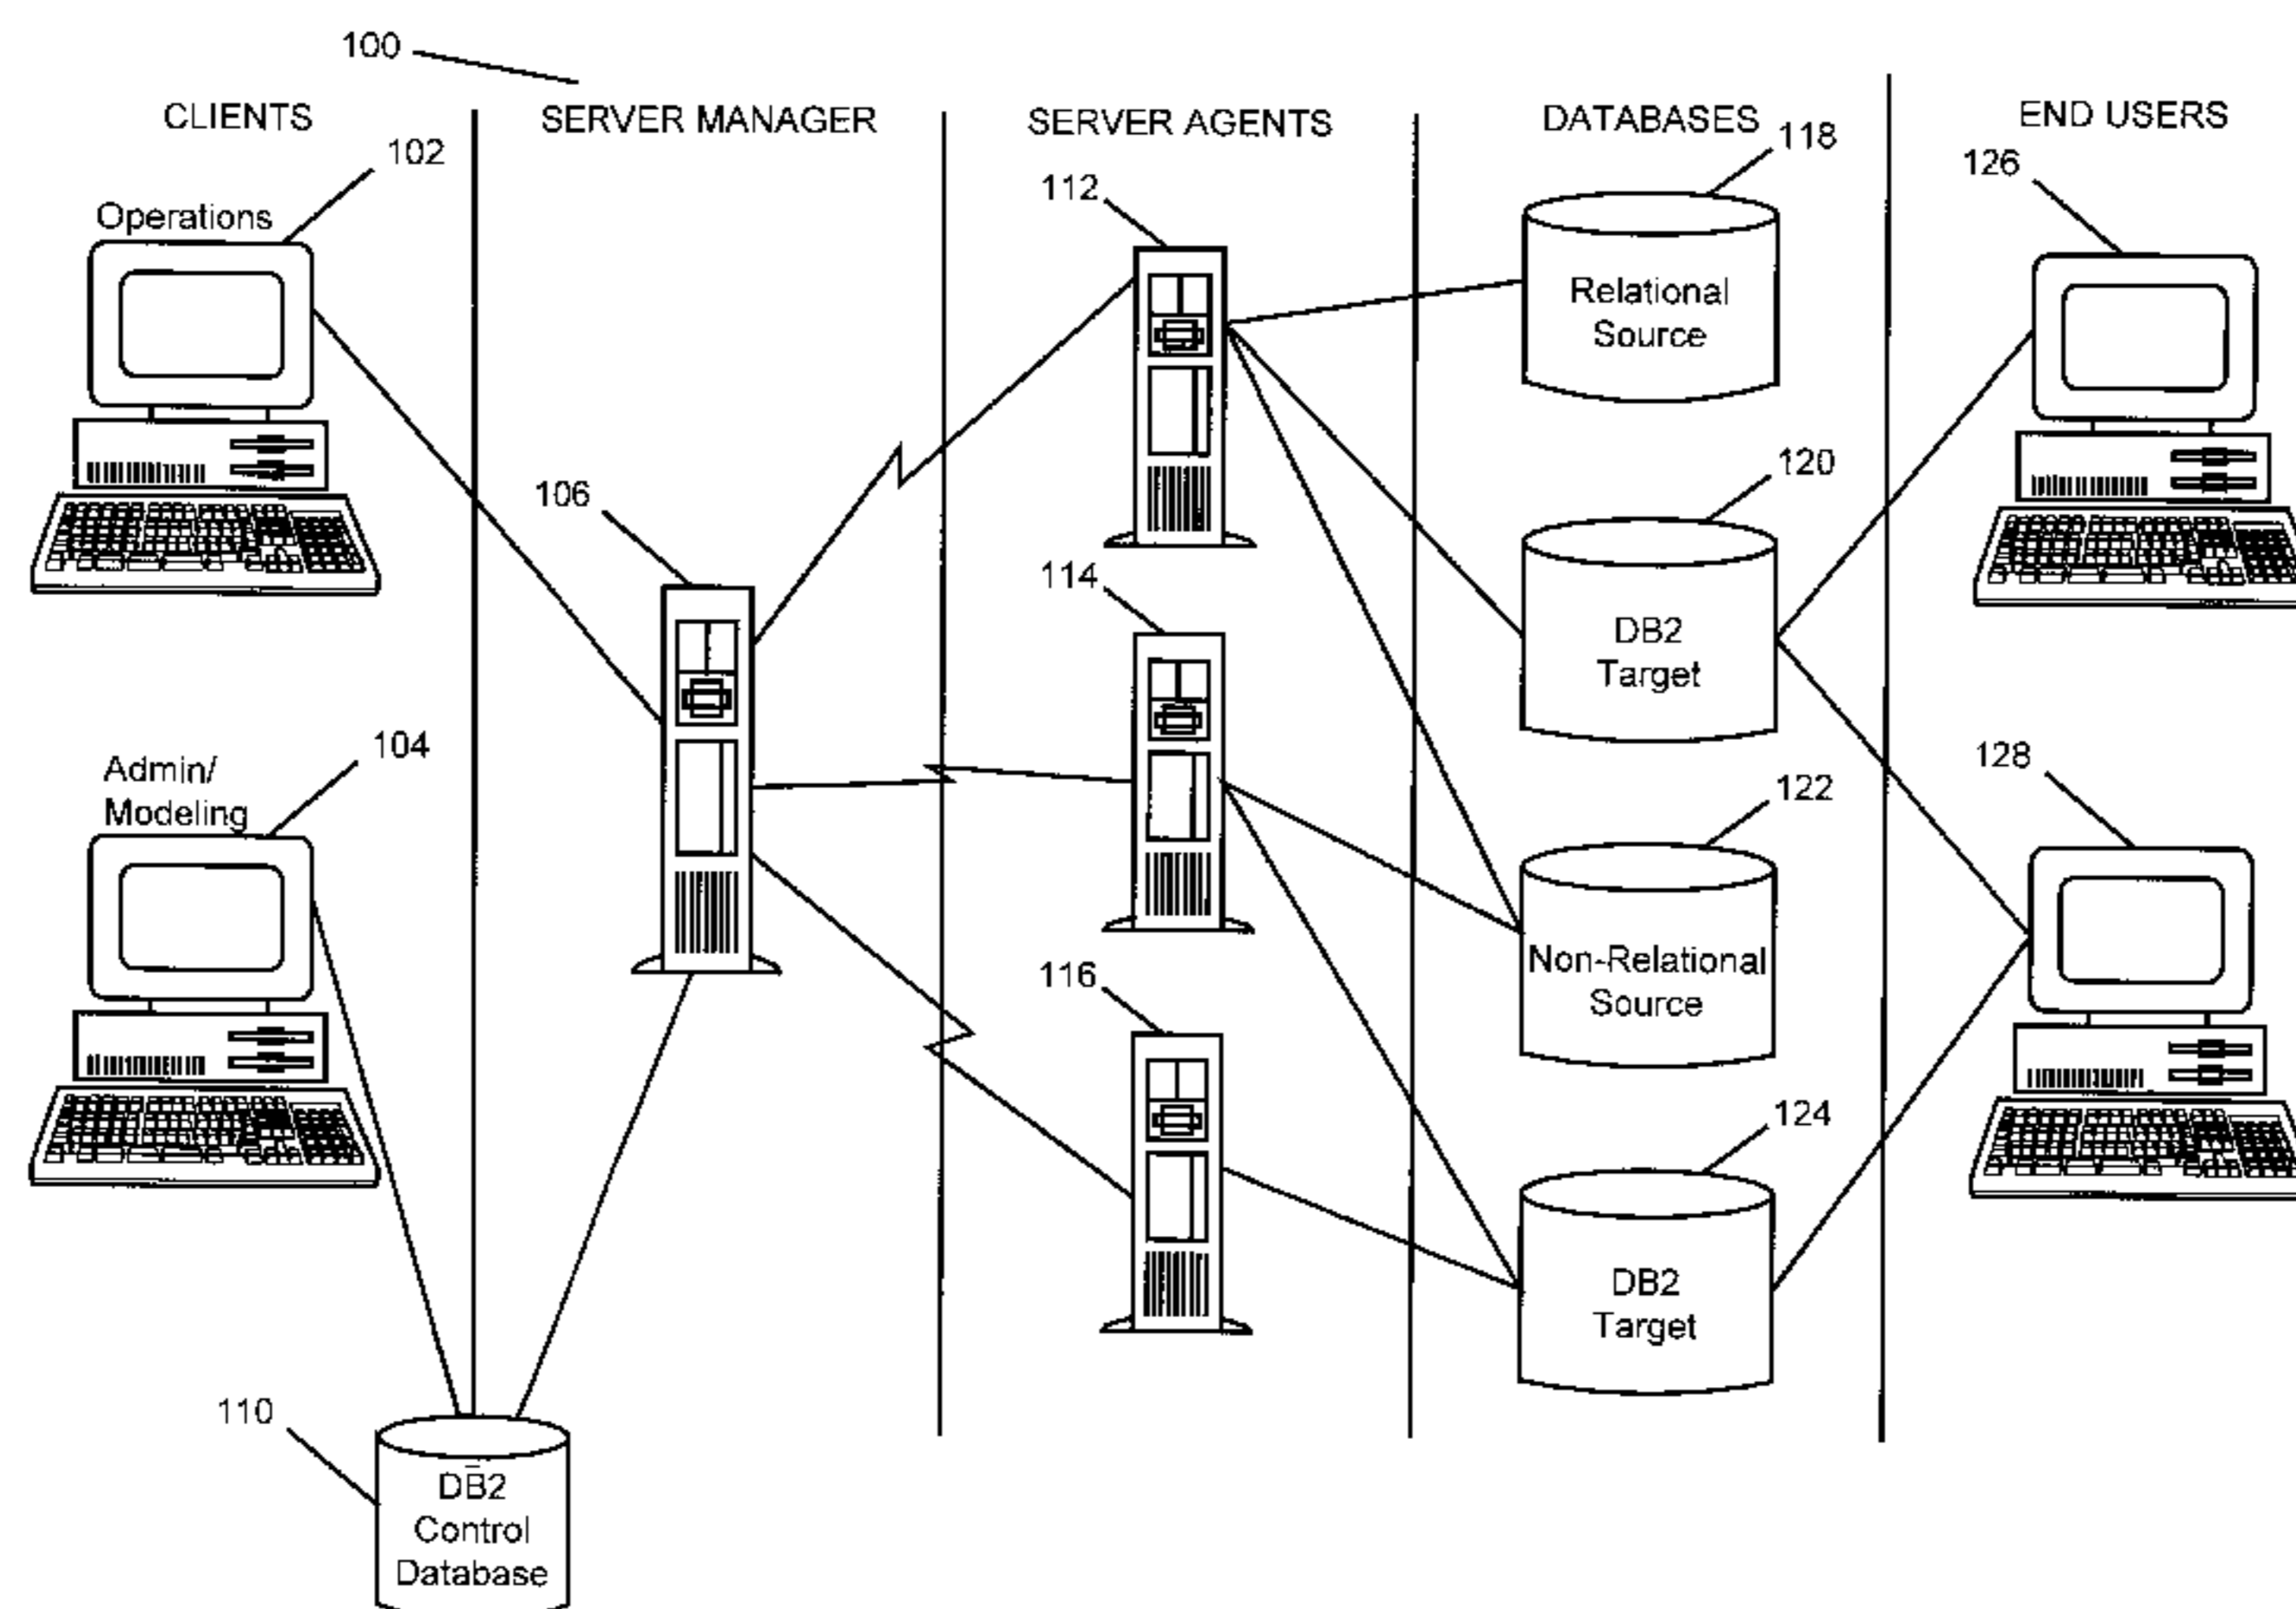 100
CLIENTS
SERVER MANAGER
SERVER AGENTS
DATABASES
END USERS
102
Operations
112
118
126
Relational
Source
106
120
114
DB2
Target
104
Admin/
Modeling
122
128
116
Non-Relational
Source
124
DB2
Target
110
DB2
Control
Database